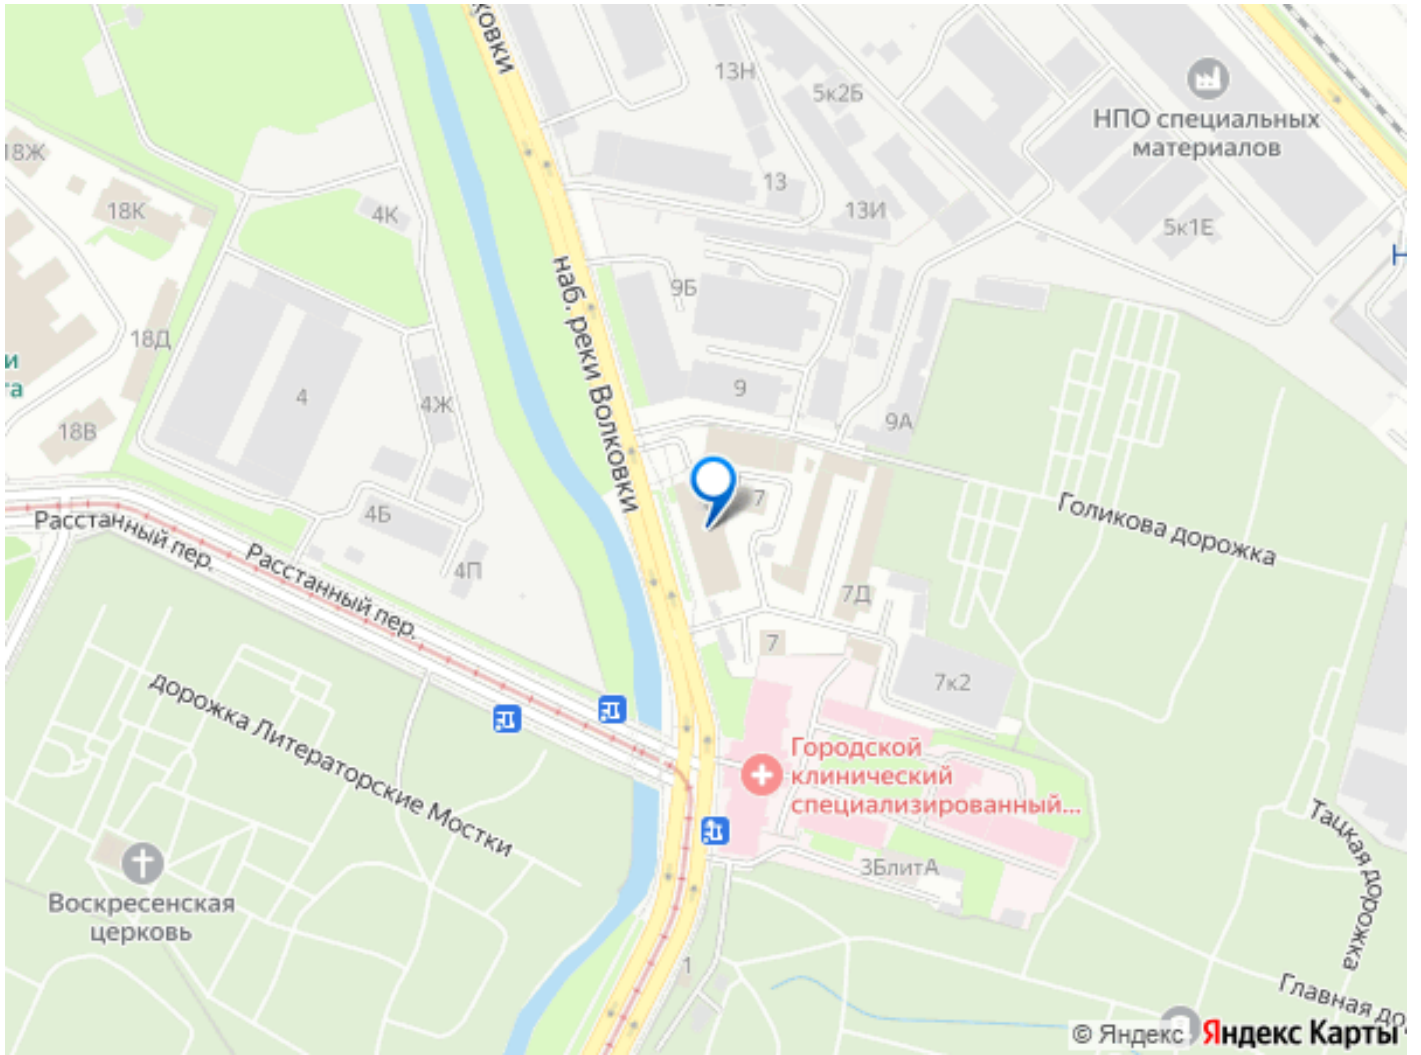 13Н
5к2Б
НПО специальных
материалов
18Ж
18К
4К
13
13И
5к1Е
наб. реки Волковки
9Б
18Д
4
4Ж
9
9А
18В
7
Голикова дорожка
4Б
Расстанный пер.
Расстанный пер.
4П
7Д
7
7к2
дорожка Литераторские Мостки
Городской
клинический
специализированный...
Тацкая дорожка
3БлитА
Воскресенская
церковь
1
Главная до
© Яндекс Яндекс Карты